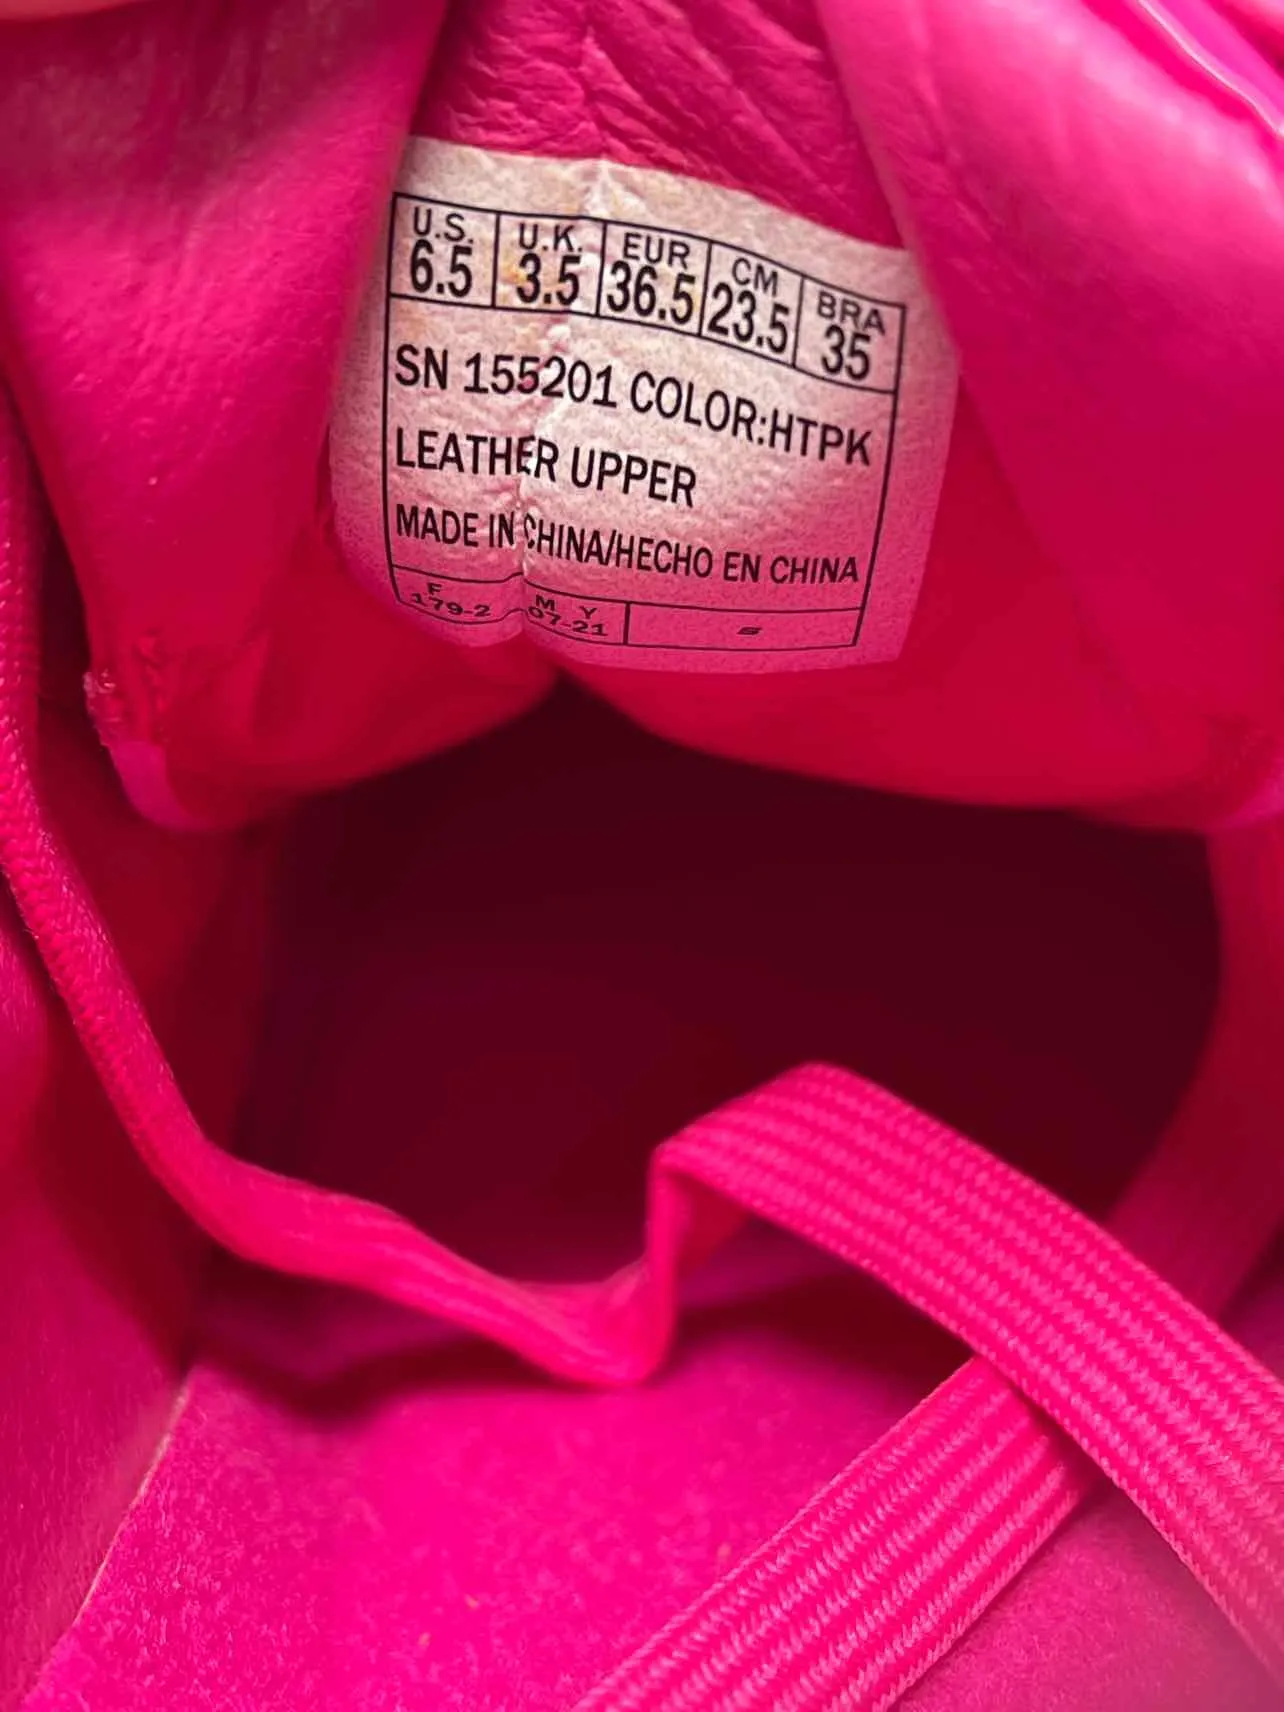 U.S. U.K. EUR CM BRA
6.5 3.5 36.5 23.5 35
SN 155201 COLOR:HTPK
LEATHER UPPER
MADE IN CHINA/HECHO EN CHINA
F M Y
179-2 07-21